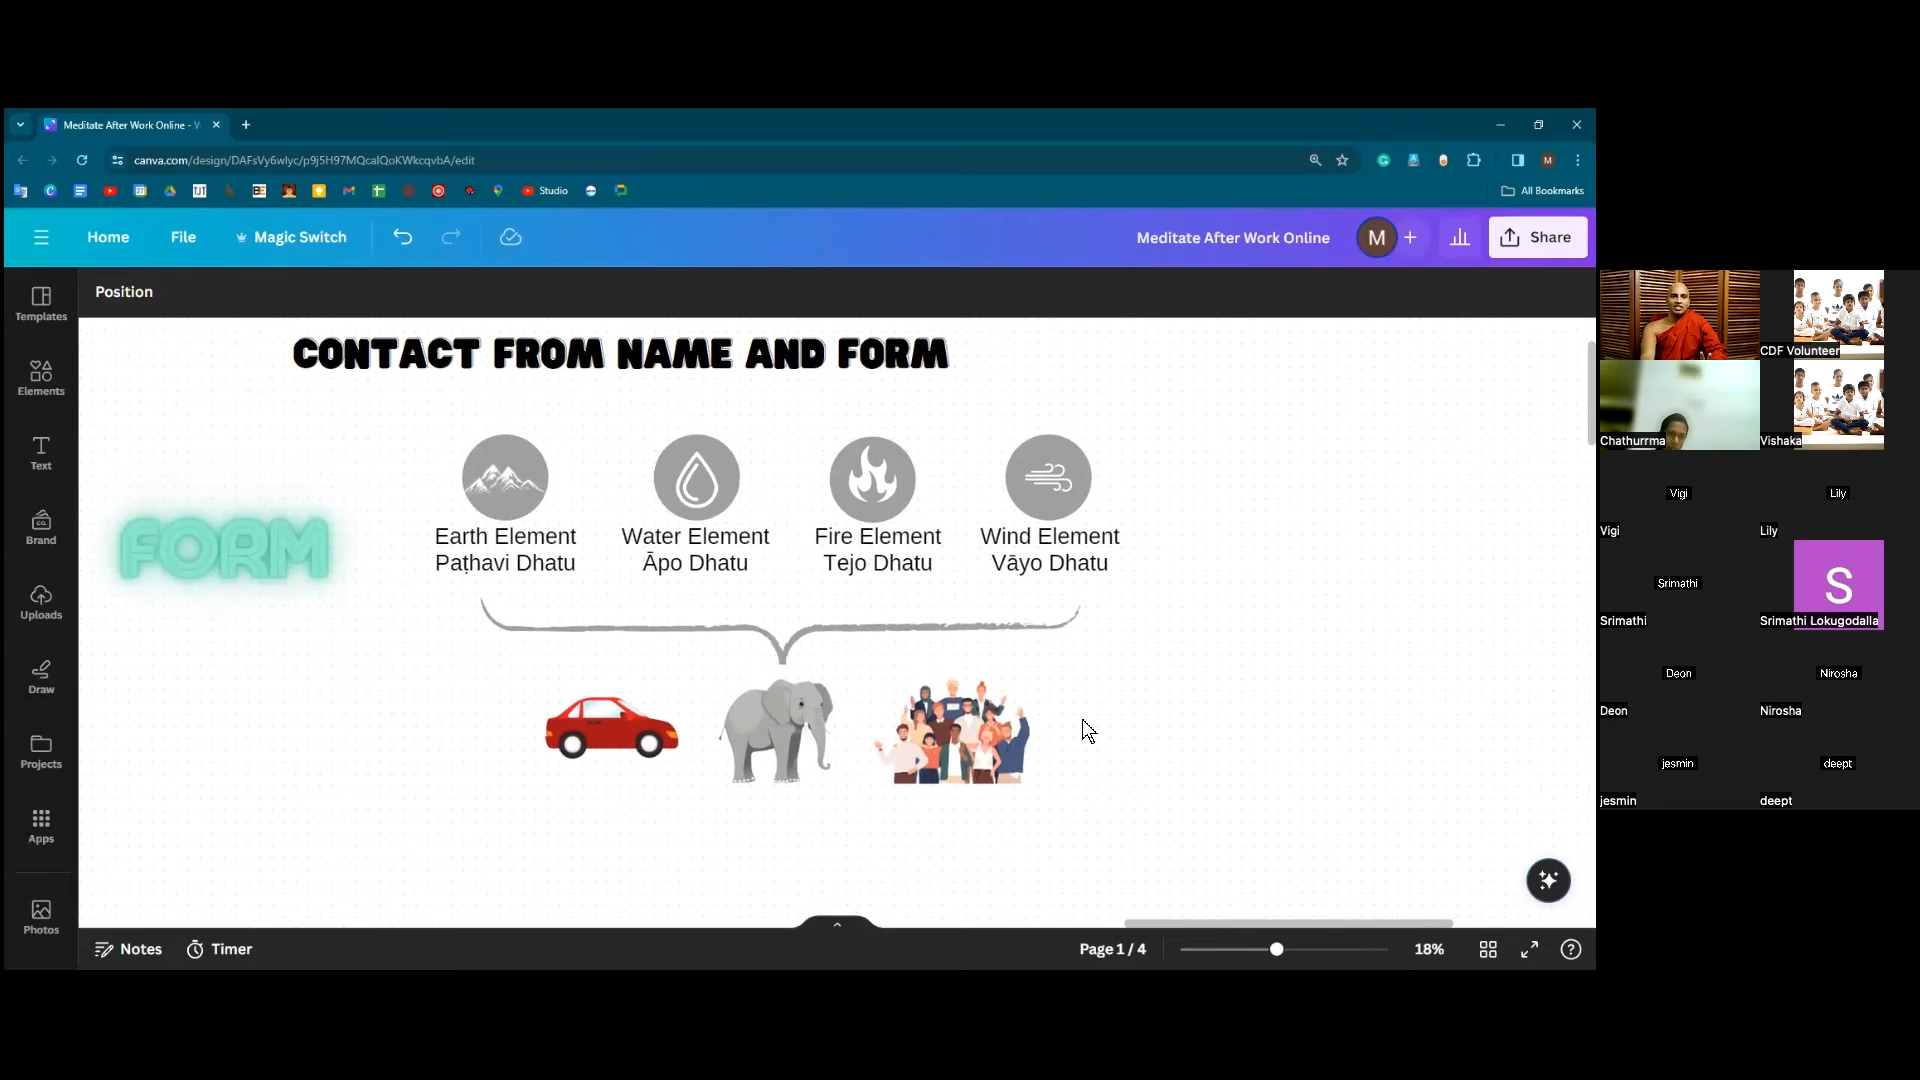 Meditate After Work Online - V
canva.com/design/DAFsVy6wlyc/p9j5H97MQcalQoKWkcqvbA/edit
Studio
All Bookmarks
Home
File
Magic Switch
Meditate After Work Online
M
Share
Templates
Elements
Text
Brand
Uploads
Draw
Projects
Apps
Photos
Position
CONTACT FROM NAME AND FORM
FORM
Earth Element
Paṭhavi Dhatu
Water Element
Āpo Dhatu
Fire Element
Tejo Dhatu
Wind Element
Vāyo Dhatu
Notes
Timer
Page 1 / 4
18%
CDF Volunteer
Chathurrma
Vishaka
Vigi
Lily
Vigi
Lily
Srimathi
S
Srimathi
Srimathi Lokugodalla
Deon
Nirosha
Deon
Nirosha
jesmin
deept
jesmin
deept